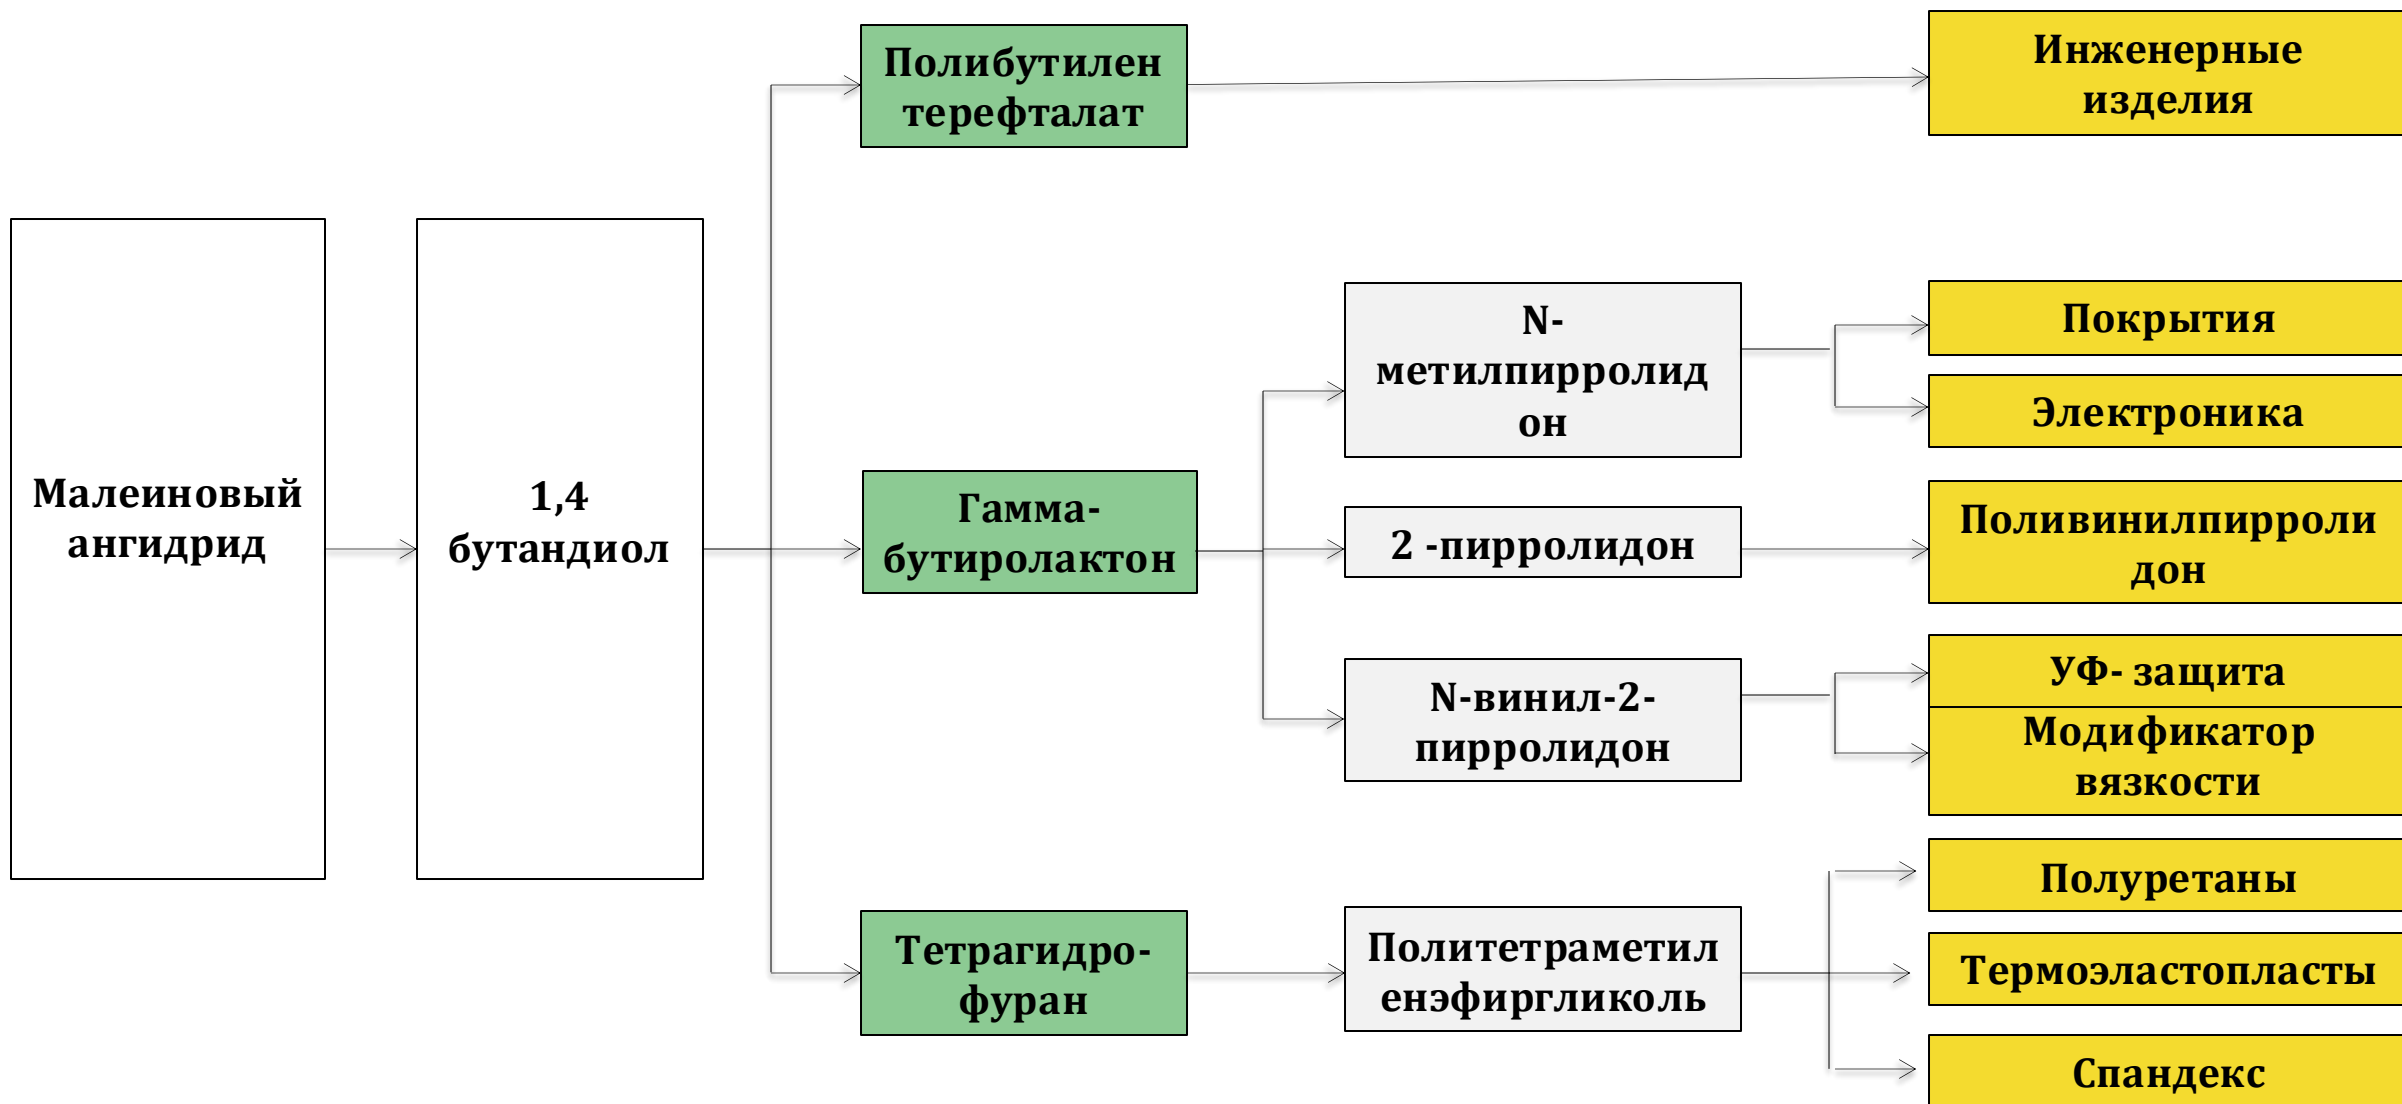 Малеиновый
ангидрид
1,4
бутандиол
Полибутилен
терефталат
Инженерные
изделия
Гамма-
бутиролактон
N-
метилпирролид
он
Покрытия
Электроника
2 -пирролидон
Поливинилпирроли
дон
N-винил-2-
пирролидон
УФ- защита
Модификатор
вязкости
Тетрагидро-
фуран
Политетраметил
енэфиргликоль
Полуретаны
Термоэластопласты
Спандекс